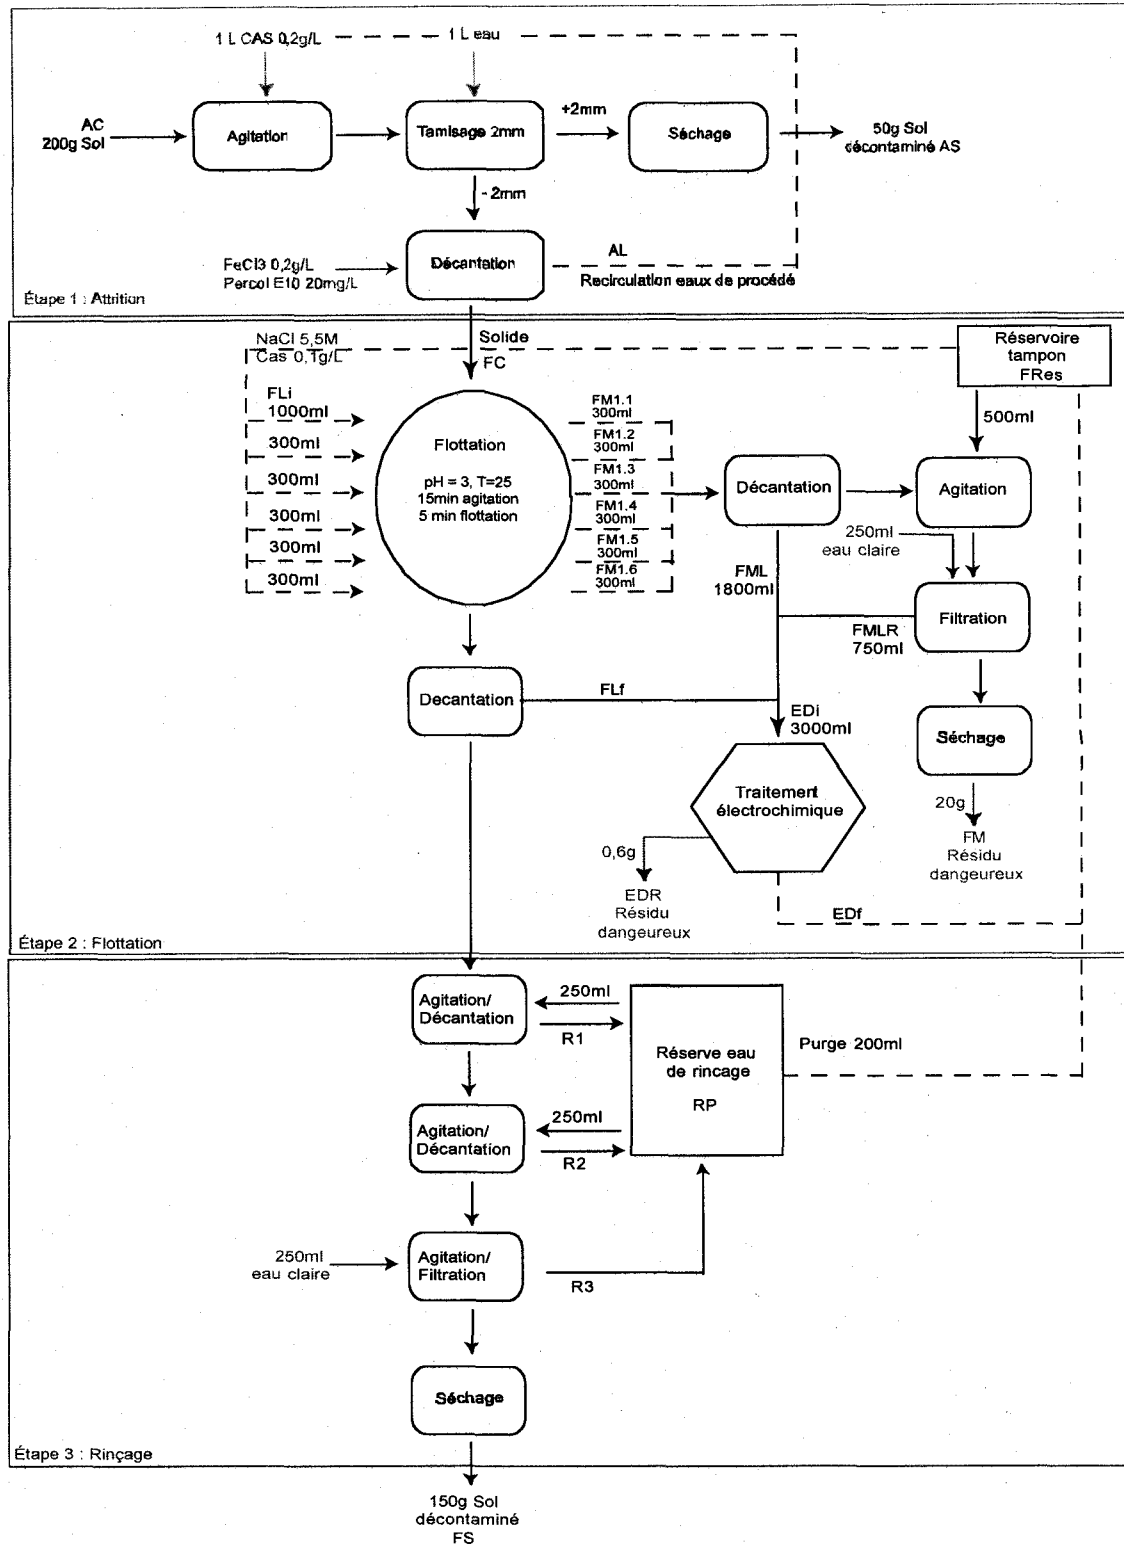 1 L CAS 0,2g/L
1 L eau
AC
200g Sol
Agitation
Tamisage 2mm
+2mm
Séchage
50g Sol
décontaminé AS
- 2mm
FeCl3 0,2g/L
Percol E10 20mg/L
Décantation
AL
Recirculation eaux de procédé
Étape 1 : Attrition
NaCl 5,5M
Cas 0,1g/L
Solide
FC
Réservoire
tampon
FRes
FLi
1000ml
300ml
300ml
300ml
300ml
300ml
Flottation
pH = 3, T=25
15min agitation
5 min flottation
FM1.1
300ml
FM1.2
300ml
FM1.3
300ml
FM1.4
300ml
FM1.5
300ml
FM1.6
300ml
500ml
Décantation
Agitation
250ml
eau claire
FML
1800ml
Filtration
FMLR
750ml
Decantation
FLf
EDi
3000ml
Séchage
Traitement
électrochimique
20g
FM
Résidu
dangeureux
0,6g
EDR
Résidu
dangeureux
EDf
Étape 2 : Flottation
Agitation/
Décantation
250ml
R1
Réserve eau
de rincage
RP
Purge 200ml
Agitation/
Décantation
250ml
R2
250ml
eau claire
Agitation/
Filtration
R3
Séchage
Étape 3 : Rinçage
150g Sol
décontaminé
FS